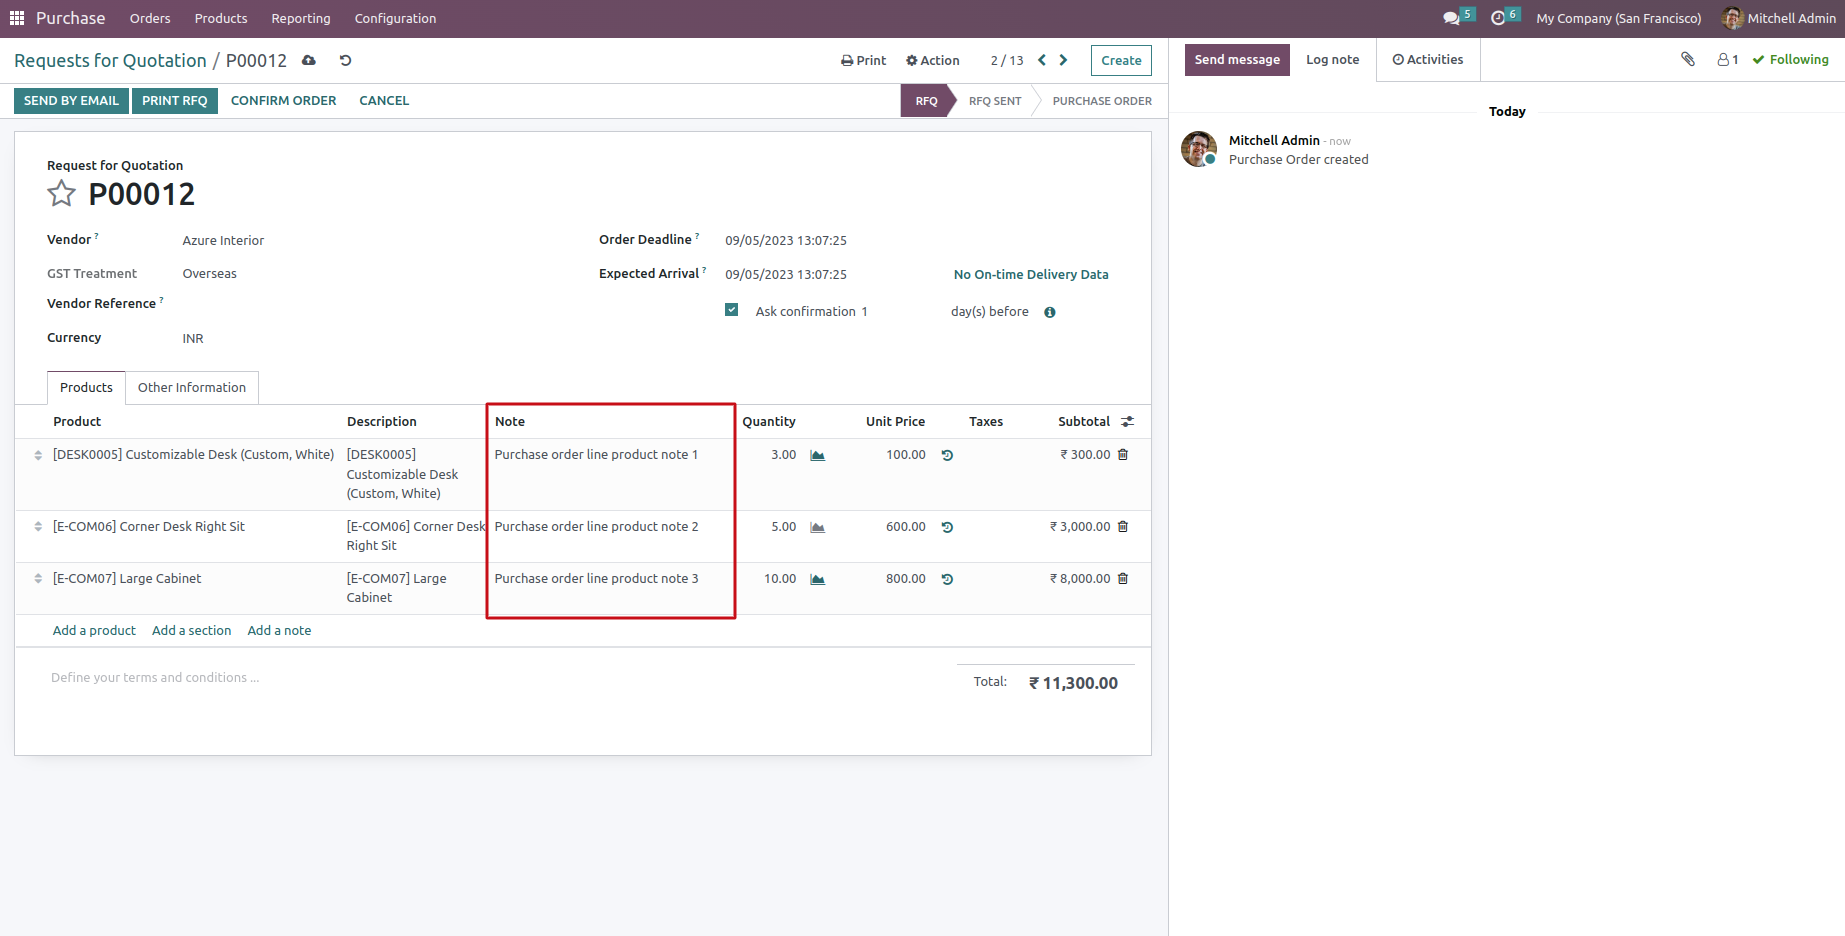 Purchase Orders Products Reporting Configuration 5 6 My Company (San Francisco) Mitchell Admin
Requests for Quotation / P00012 Print Action 2 / 13 Create
SEND BY EMAIL PRINT RFQ CONFIRM ORDER CANCEL RFQ RFQ SENT PURCHASE ORDER
Request for Quotation
P00012
Vendor ? Azure Interior Order Deadline ? 09/05/2023 13:07:25
GST Treatment Overseas Expected Arrival ? 09/05/2023 13:07:25 No On-time Delivery Data
Vendor Reference ? Ask confirmation 1 day(s) before
Currency INR
Products Other Information
Product Description Note Quantity Unit Price Taxes Subtotal
[DESK0005] Customizable Desk (Custom, White) [DESK0005] Purchase order line product note 1 3.00 100.00 ₹ 300.00
Customizable Desk
(Custom, White)
[E-COM06] Corner Desk Right Sit [E-COM06] Corner Desk Purchase order line product note 2 5.00 600.00 ₹ 3,000.00
Right Sit
[E-COM07] Large Cabinet [E-COM07] Large Purchase order line product note 3 10.00 800.00 ₹ 8,000.00
Cabinet
Add a product Add a section Add a note
Define your terms and conditions ... Total: ₹ 11,300.00
Send message Log note Activities 1 Following
Today
Mitchell Admin - now
Purchase Order created